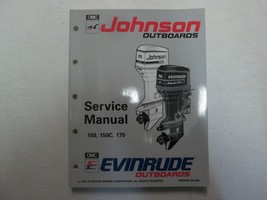 OMC
Johnson
OUTBOARDS
Service
Manual
150, 150C, 175
OMC
E
EVINRUDE
OUTBOARDS